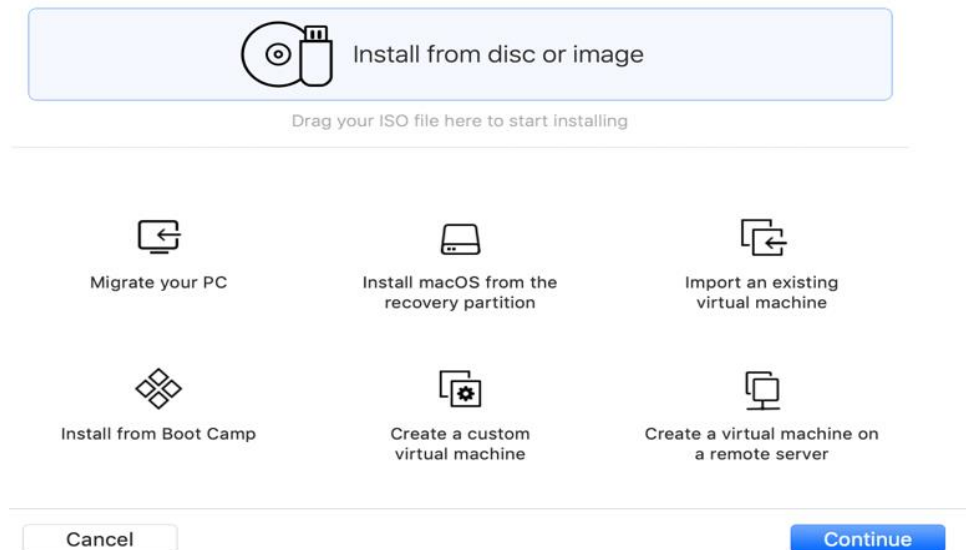 Install from disc or image
Drag your ISO file here to start installing
Migrate your PC
Install macOS from the
recovery partition
Import an existing
virtual machine
Install from Boot Camp
Create a custom
virtual machine
Create a virtual machine on
a remote server
Cancel
Continue